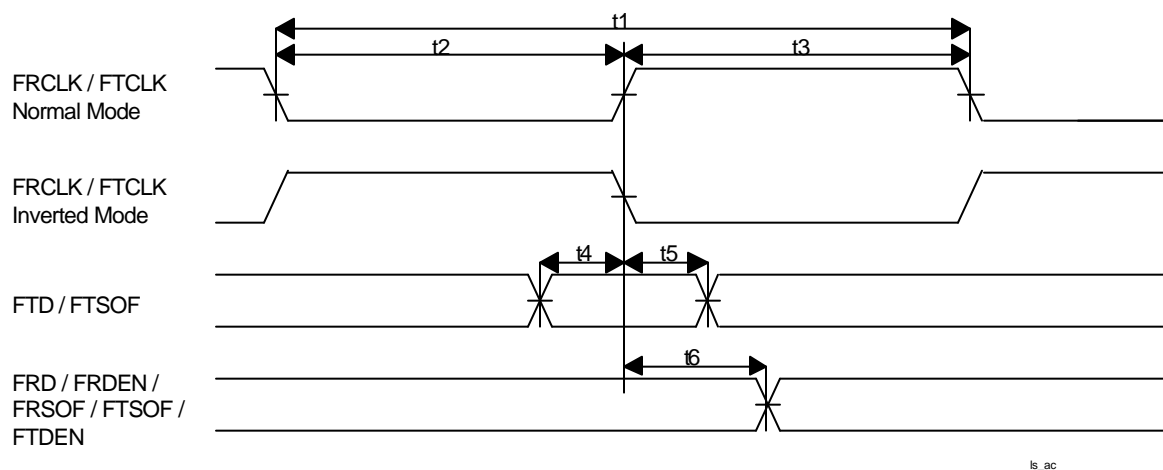 t1
t2
t3
FRCLK / FTCLK
Normal Mode
FRCLK / FTCLK
Inverted Mode
t4
t5
FTD / FTSOF
t6
FRD / FRDEN /
FRSOF / FTSOF /
FTDEN
ls_ac